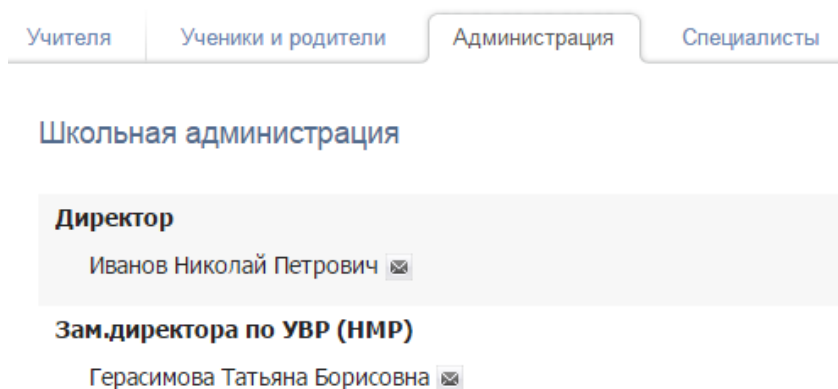 Учителя Ученики и родители Администрация Специалисты
Школьная администрация
Директор
Иванов Николай Петрович
Зам.директора по УВР (НМР)
Герасимова Татьяна Борисовна